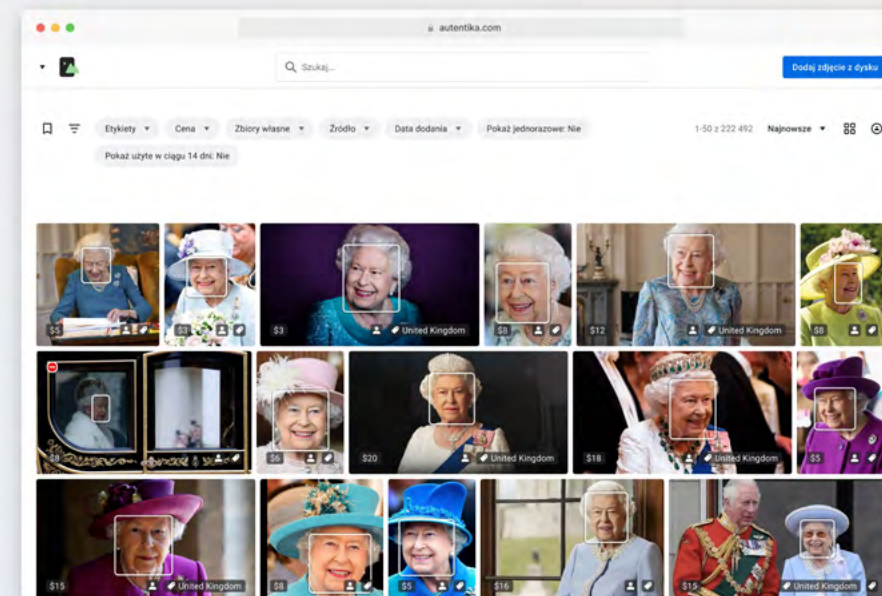 autentika.com
Szukaj...
Dodaj zdjęcie z dysku
Etykiety
Cena
Zbiory własne
Źródło
Data dodania
Pokaż jednorazowe: Nie
1-50 z 222 492
Najnowsze
Pokaż użyte w ciągu 14 dni: Nie
$5
$3
$3
United Kingdom
$8
$12
United Kingdom
$8
$8
$6
$20
United Kingdom
$18
United Kingdom
$5
$15
United Kingdom
$8
$5
$16
$15
United Kingdom